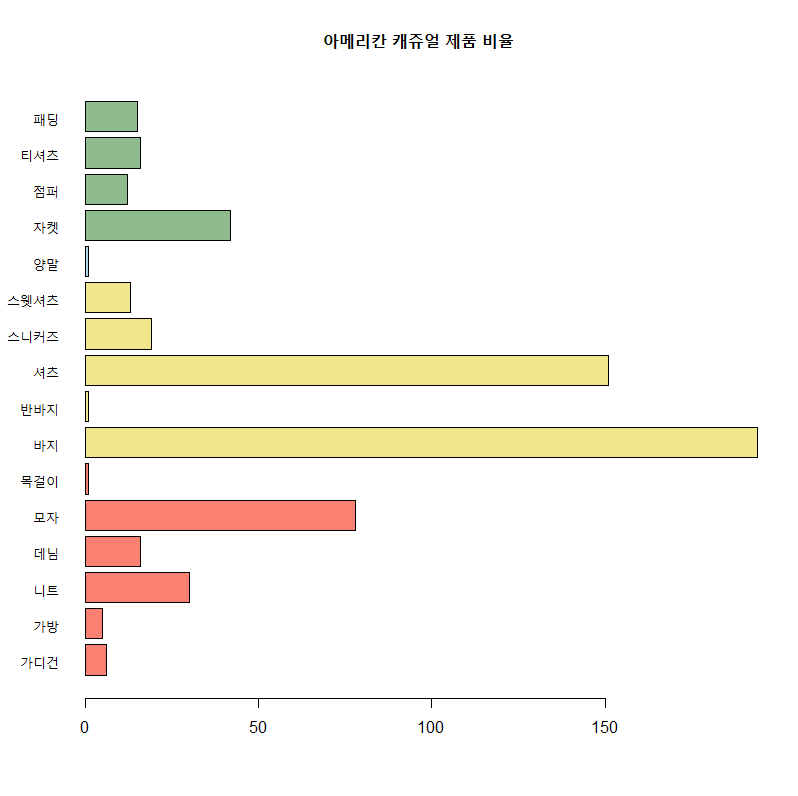 아메리칸 캐쥬얼 제품 비율
패딩
티셔츠
점퍼
자켓
양말
스웻셔츠
스니커즈
셔츠
반바지
바지
목걸이
모자
데님
니트
가방
가디건
0 50 100 150